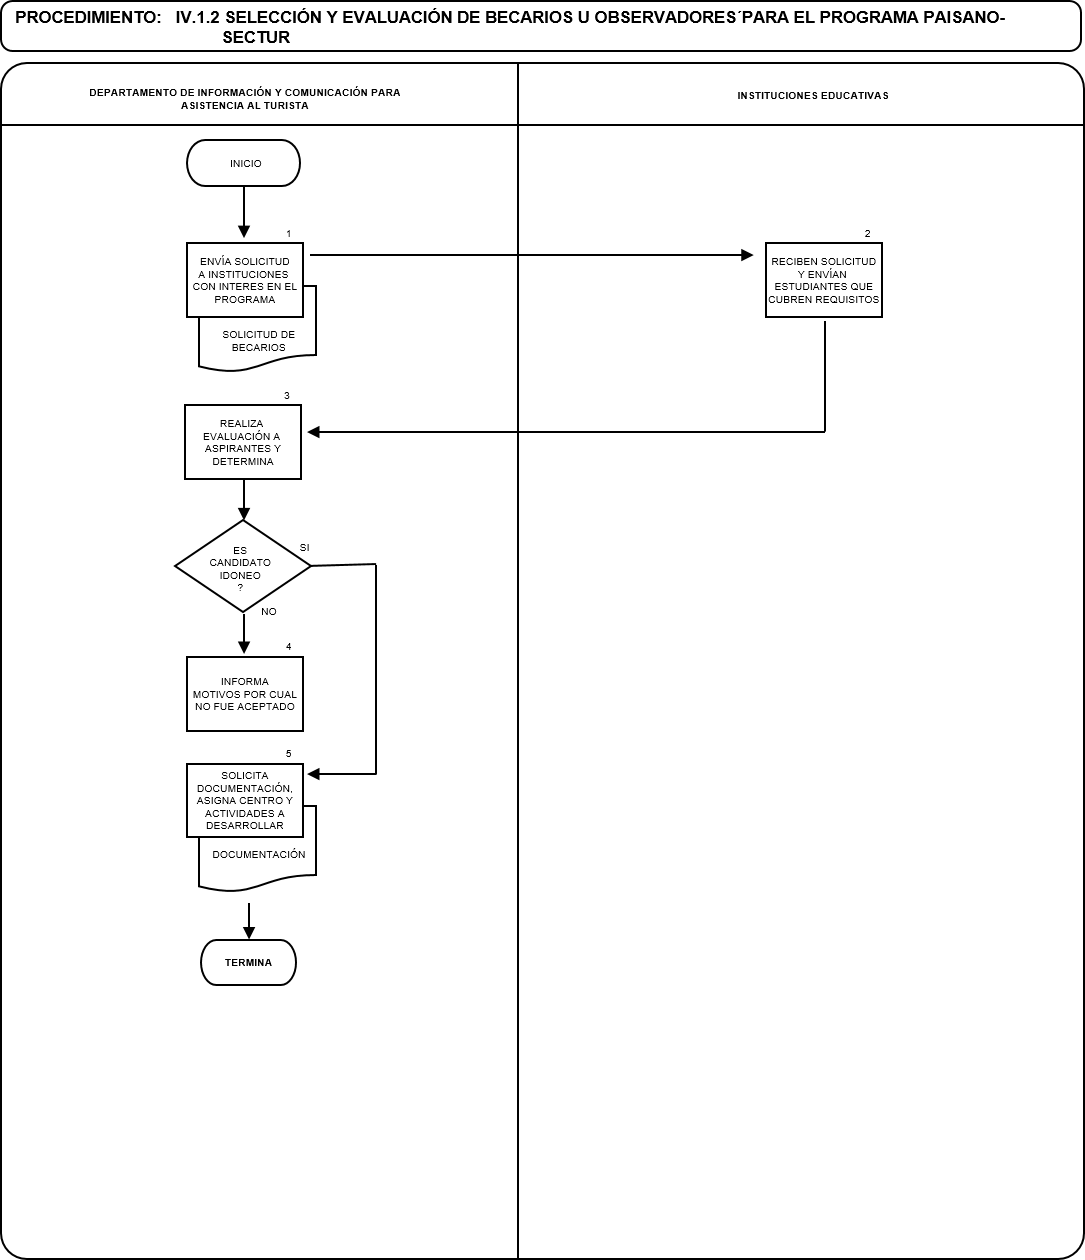 PROCEDIMIENTO: IV.1.2 SELECCIÓN Y EVALUACIÓN DE BECARIOS U OBSERVADORES´PARA EL PROGRAMA PAISANO-
SECTUR
DEPARTAMENTO DE INFORMACIÓN Y COMUNICACIÓN PARA
ASISTENCIA AL TURISTA
INSTITUCIONES EDUCATIVAS
INICIO
1
ENVÍA SOLICITUD
A INSTITUCIONES
CON INTERES EN EL
PROGRAMA
SOLICITUD DE
BECARIOS
2
RECIBEN SOLICITUD
Y ENVÍAN
ESTUDIANTES QUE
CUBREN REQUISITOS
3
REALIZA
EVALUACIÓN A
ASPIRANTES Y
DETERMINA
ES
CANDIDATO
IDONEO
?
SI
NO
4
INFORMA
MOTIVOS POR CUAL
NO FUE ACEPTADO
5
SOLICITA
DOCUMENTACIÓN,
ASIGNA CENTRO Y
ACTIVIDADES A
DESARROLLAR
DOCUMENTACIÓN
TERMINA